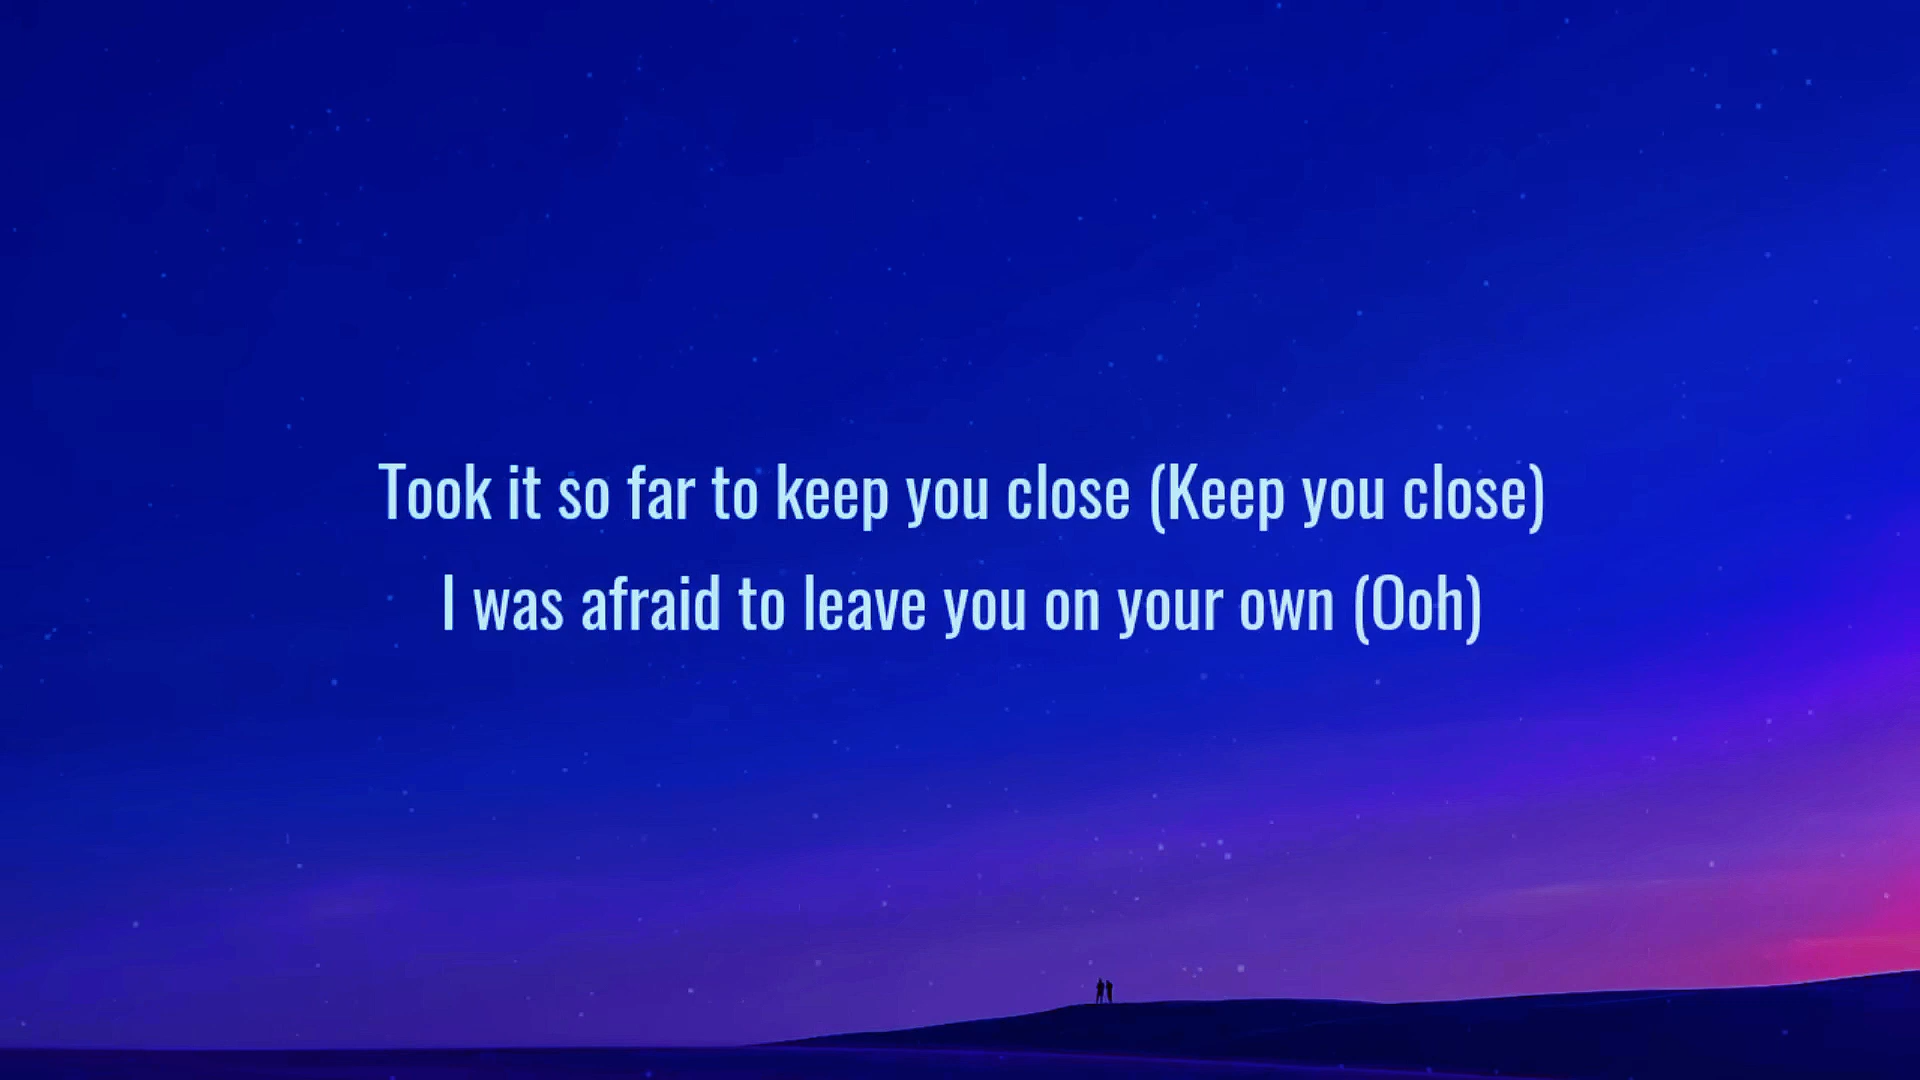 Took it so far to keep you close (Keep you close)
I was afraid to leave you on your own (Ooh)